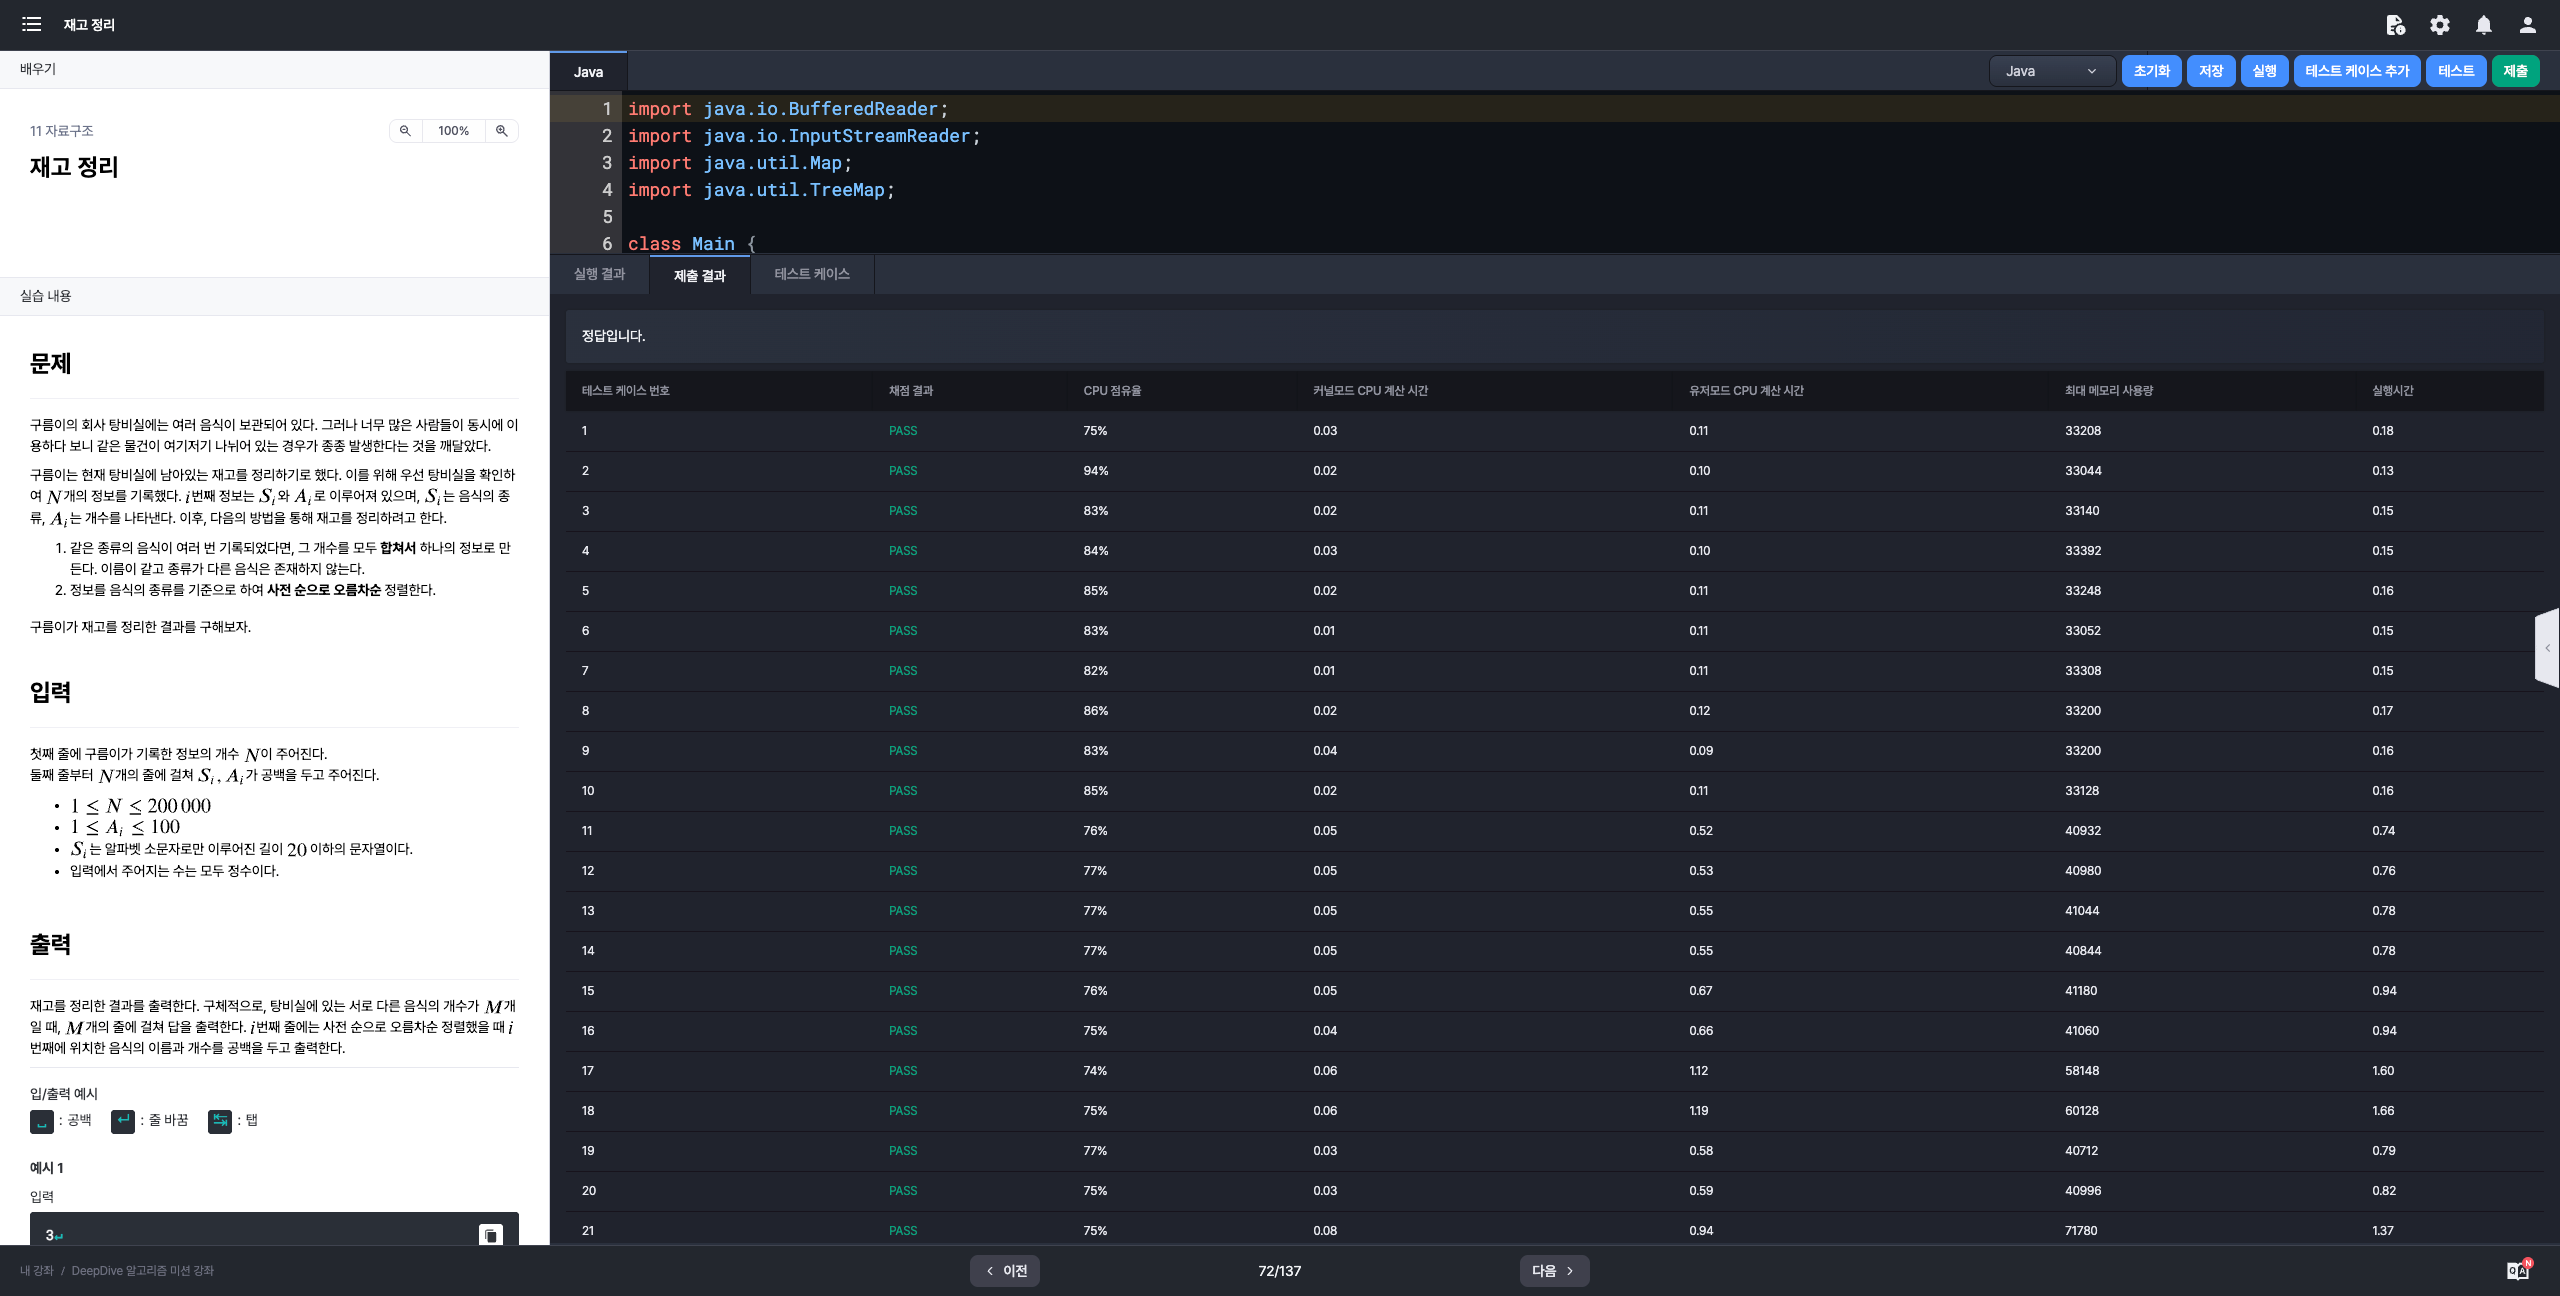 재고 정리
배우기
11 자료구조
100%
재고 정리
실습 내용
문제
구름이의 회사 탕비실에는 여러 음식이 보관되어 있다. 그러나 너무 많은 사람들이 동시에 이
용하다 보니 같은 물건이 여기저기 나뉘어 있는 경우가 종종 발생한다는 것을 깨달았다.
구름이는 현재 탕비실에 남아있는 재고를 정리하기로 했다. 이를 위해 우선 탕비실을 확인하
여 N개의 정보를 기록했다. i번째 정보는 S_i와 A_i로 이루어져 있으며, S_i는 음식의 종
류, A_i는 개수를 나타낸다. 이후, 다음의 방법을 통해 재고를 정리하려고 한다.
1. 같은 종류의 음식이 여러 번 기록되었다면, 그 개수를 모두 합쳐서 하나의 정보로 만
든다. 이름이 같고 종류가 다른 음식은 존재하지 않는다.
2. 정보를 음식의 종류를 기준으로 하여 사전 순으로 오름차순 정렬한다.
구름이가 재고를 정리한 결과를 구해보자.
입력
첫째 줄에 구름이가 기록한 정보의 개수 N이 주어진다.
둘째 줄부터 N개의 줄에 걸쳐 S_i, A_i가 공백을 두고 주어진다.
• 1 ≤ N ≤ 200 000
• 1 ≤ A_i ≤ 100
• S_i는 알파벳 소문자로만 이루어진 길이 20 이하의 문자열이다.
• 입력에서 주어지는 수는 모두 정수이다.
출력
재고를 정리한 결과를 출력한다. 구체적으로, 탕비실에 있는 서로 다른 음식의 개수가 M개
일 때, M개의 줄에 걸쳐 답을 출력한다. i번째 줄에는 사전 순으로 오름차순 정렬했을 때 i
번째에 위치한 음식의 이름과 개수를 공백을 두고 출력한다.
입/출력 예시
: 공백 : 줄 바꿈 : 탭
예시 1
입력
3↵
Java
Java 초기화 저장 실행 테스트 케이스 추가 테스트 제출
1 import java.io.BufferedReader;
2 import java.io.InputStreamReader;
3 import java.util.Map;
4 import java.util.TreeMap;
5
6 class Main {
실행 결과 제출 결과 테스트 케이스
정답입니다.
테스트 케이스 번호 채점 결과 CPU 점유율 커널모드 CPU 계산 시간 유저모드 CPU 계산 시간 최대 메모리 사용량 실행시간
1 PASS 75% 0.03 0.11 33208 0.18
2 PASS 94% 0.02 0.10 33044 0.13
3 PASS 83% 0.02 0.11 33140 0.15
4 PASS 84% 0.03 0.10 33392 0.15
5 PASS 85% 0.02 0.11 33248 0.16
6 PASS 83% 0.01 0.11 33052 0.15
7 PASS 82% 0.01 0.11 33308 0.15
8 PASS 86% 0.02 0.12 33200 0.17
9 PASS 83% 0.04 0.09 33200 0.16
10 PASS 85% 0.02 0.11 33128 0.16
11 PASS 76% 0.05 0.52 40932 0.74
12 PASS 77% 0.05 0.53 40980 0.76
13 PASS 77% 0.05 0.55 41044 0.78
14 PASS 77% 0.05 0.55 40844 0.78
15 PASS 76% 0.05 0.67 41180 0.94
16 PASS 75% 0.04 0.66 41060 0.94
17 PASS 74% 0.06 1.12 58148 1.60
18 PASS 75% 0.06 1.19 60128 1.66
19 PASS 77% 0.03 0.58 40712 0.79
20 PASS 75% 0.03 0.59 40996 0.82
21 PASS 75% 0.08 0.94 71780 1.37
내 강좌 / DeepDive 알고리즘 미션 강좌
이전
72/137
다음
QA N